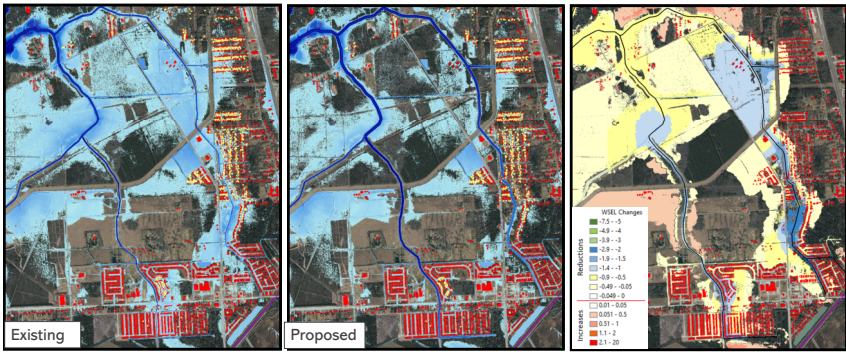 Existing
Proposed
WSEL Changes
Reductions
-7.5 - -5
-4.9 - -4
-3.9 - -3
-2.9 - -2
-1.9 - -1.5
-1.4 - -1
-0.9 - -0.5
-0.49 - -0.05
-0.049 - 0
Increases
0.01 - 0.05
0.051 - 0.5
0.51 - 1
1.1 - 2
2.1 - 20